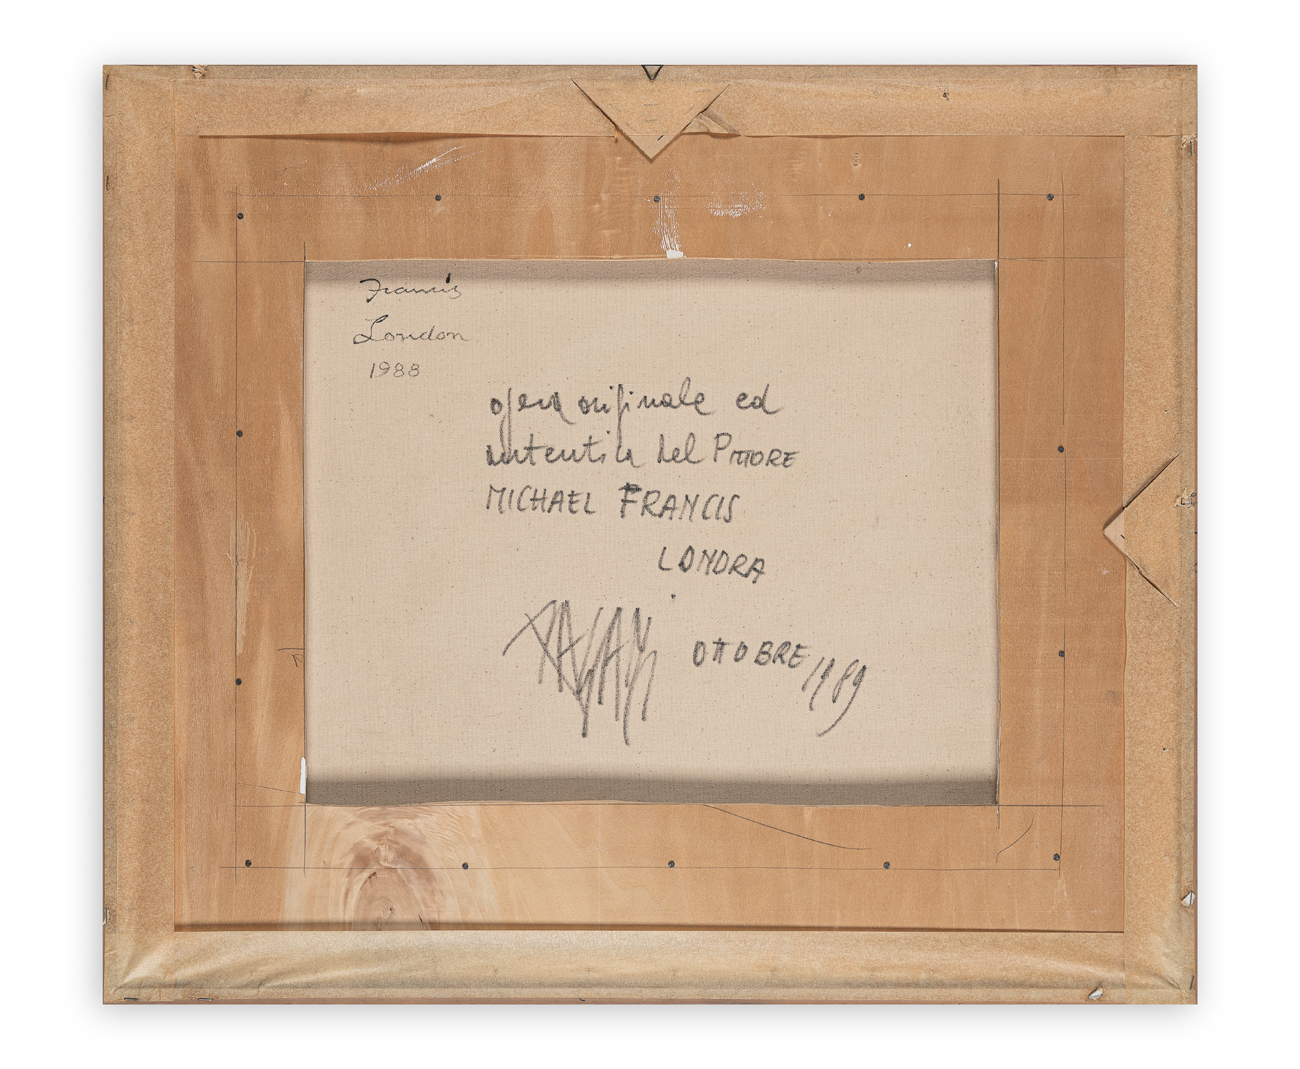 Francis
London
1988
opera originale ed
autentica del PITTORE
MICHAEL FRANCIS
LONDRA
OTTOBRE 1989